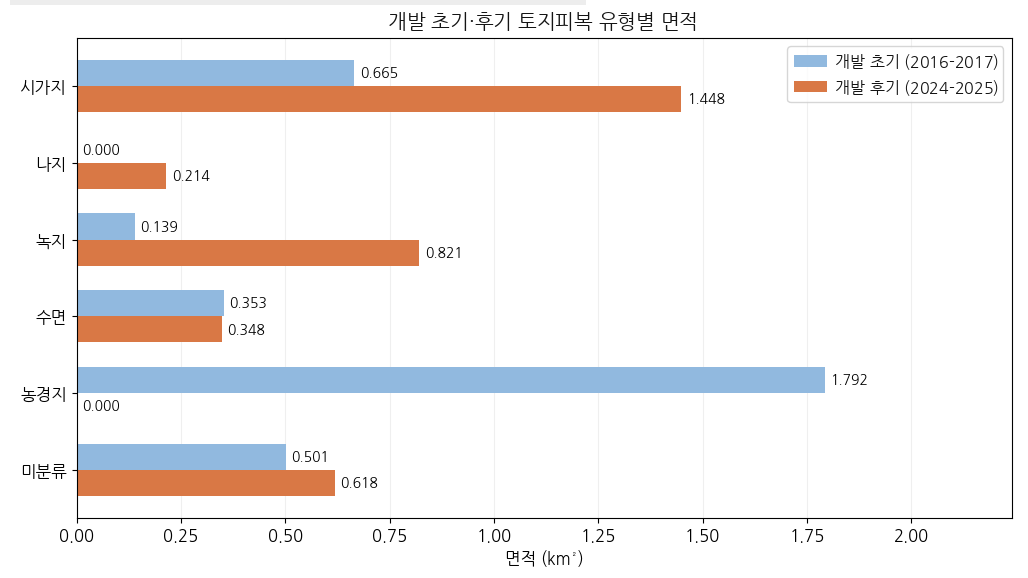 개발 초기·후기 토지피복 유형별 면적
개발 초기 (2016-2017)
개발 후기 (2024-2025)
시가지
0.665
1.448
나지
0.000
0.214
녹지
0.139
0.821
수면
0.353
0.348
농경지
1.792
0.000
미분류
0.501
0.618
0.00 0.25 0.50 0.75 1.00 1.25 1.50 1.75 2.00
면적 (km²)